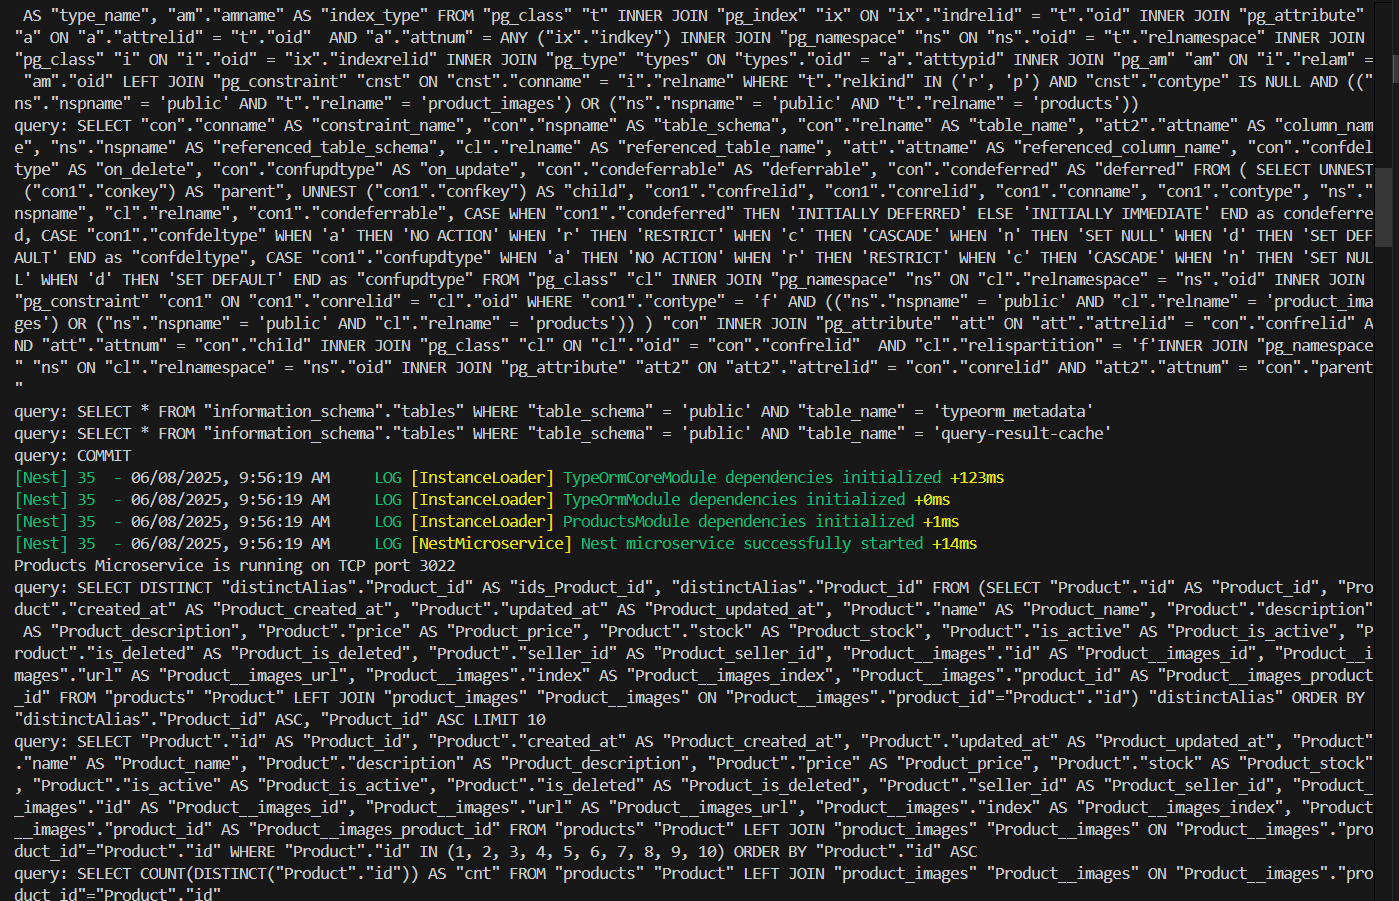 AS "type_name", "am"."amname" AS "index_type" FROM "pg_class" "t" INNER JOIN "pg_index" "ix" ON "ix"."indrelid" = "t"."oid" INNER JOIN "pg_attribute"
"a" ON "a"."attrelid" = "t"."oid"  AND "a"."attnum" = ANY ("ix"."indkey") INNER JOIN "pg_namespace" "ns" ON "ns"."oid" = "t"."relnamespace" INNER JOIN
"pg_class" "i" ON "i"."oid" = "ix"."indexrelid" INNER JOIN "pg_type" "types" ON "types"."oid" = "a"."atttypid" INNER JOIN "pg_am" "am" ON "i"."relam" =
 "am"."oid" LEFT JOIN "pg_constraint" "cnst" ON "cnst"."conname" = "i"."relname" WHERE "t"."relkind" IN ('r', 'p') AND "cnst"."contype" IS NULL AND (("
ns"."nspname" = 'public' AND "t"."relname" = 'product_images') OR ("ns"."nspname" = 'public' AND "t"."relname" = 'products'))
query: SELECT "con"."conname" AS "constraint_name", "con"."nspname" AS "table_schema", "con"."relname" AS "table_name", "att2"."attname" AS "column_nam
e", "ns"."nspname" AS "referenced_table_schema", "cl"."relname" AS "referenced_table_name", "att"."attname" AS "referenced_column_name", "con"."confdel
type" AS "on_delete", "con"."confupdtype" AS "on_update", "con"."condeferrable" AS "deferrable", "con"."condeferred" AS "deferred" FROM ( SELECT UNNEST
 ("con1"."conkey") AS "parent", UNNEST ("con1"."confkey") AS "child", "con1"."confrelid", "con1"."conrelid", "con1"."conname", "con1"."contype", "ns"."
nspname", "cl"."relname", "con1"."condeferrable", CASE WHEN "con1"."condeferred" THEN 'INITIALLY DEFERRED' ELSE 'INITIALLY IMMEDIATE' END as condeferre
d, CASE "con1"."confdeltype" WHEN 'a' THEN 'NO ACTION' WHEN 'r' THEN 'RESTRICT' WHEN 'c' THEN 'CASCADE' WHEN 'n' THEN 'SET NULL' WHEN 'd' THEN 'SET DEF
AULT' END as "confdeltype", CASE "con1"."confupdtype" WHEN 'a' THEN 'NO ACTION' WHEN 'r' THEN 'RESTRICT' WHEN 'c' THEN 'CASCADE' WHEN 'n' THEN 'SET NUL
L' WHEN 'd' THEN 'SET DEFAULT' END as "confupdtype" FROM "pg_class" "cl" INNER JOIN "pg_namespace" "ns" ON "cl"."relnamespace" = "ns"."oid" INNER JOIN
"pg_constraint" "con1" ON "con1"."conrelid" = "cl"."oid" WHERE "con1"."contype" = 'f' AND (("ns"."nspname" = 'public' AND "cl"."relname" = 'product_ima
ges') OR ("ns"."nspname" = 'public' AND "cl"."relname" = 'products')) ) "con" INNER JOIN "pg_attribute" "att" ON "att"."attrelid" = "con"."confrelid" A
ND "att"."attnum" = "con"."child" INNER JOIN "pg_class" "cl" ON "cl"."oid" = "con"."confrelid"  AND "cl"."relispartition" = 'f'INNER JOIN "pg_namespace
" "ns" ON "cl"."relnamespace" = "ns"."oid" INNER JOIN "pg_attribute" "att2" ON "att2"."attrelid" = "con"."conrelid" AND "att2"."attnum" = "con"."parent
"
query: SELECT * FROM "information_schema"."tables" WHERE "table_schema" = 'public' AND "table_name" = 'typeorm_metadata'
query: SELECT * FROM "information_schema"."tables" WHERE "table_schema" = 'public' AND "table_name" = 'query-result-cache'
query: COMMIT
[Nest] 35  - 06/08/2025, 9:56:19 AM     LOG [InstanceLoader] TypeOrmCoreModule dependencies initialized +123ms
[Nest] 35  - 06/08/2025, 9:56:19 AM     LOG [InstanceLoader] TypeOrmModule dependencies initialized +0ms
[Nest] 35  - 06/08/2025, 9:56:19 AM     LOG [InstanceLoader] ProductsModule dependencies initialized +1ms
[Nest] 35  - 06/08/2025, 9:56:19 AM     LOG [NestMicroservice] Nest microservice successfully started +14ms
Products Microservice is running on TCP port 3022
query: SELECT DISTINCT "distinctAlias"."Product_id" AS "ids_Product_id", "distinctAlias"."Product_id" FROM (SELECT "Product"."id" AS "Product_id", "Pro
duct"."created_at" AS "Product_created_at", "Product"."updated_at" AS "Product_updated_at", "Product"."name" AS "Product_name", "Product"."description"
 AS "Product_description", "Product"."price" AS "Product_price", "Product"."stock" AS "Product_stock", "Product"."is_active" AS "Product_is_active", "P
roduct"."is_deleted" AS "Product_is_deleted", "Product"."seller_id" AS "Product_seller_id", "Product__images"."id" AS "Product__images_id", "Product__i
mages"."url" AS "Product__images_url", "Product__images"."index" AS "Product__images_index", "Product__images"."product_id" AS "Product__images_product
_id" FROM "products" "Product" LEFT JOIN "product_images" "Product__images" ON "Product__images"."product_id"="Product"."id") "distinctAlias" ORDER BY
"distinctAlias"."Product_id" ASC, "Product_id" ASC LIMIT 10
query: SELECT "Product"."id" AS "Product_id", "Product"."created_at" AS "Product_created_at", "Product"."updated_at" AS "Product_updated_at", "Product"
."name" AS "Product_name", "Product"."description" AS "Product_description", "Product"."price" AS "Product_price", "Product"."stock" AS "Product_stock"
, "Product"."is_active" AS "Product_is_active", "Product"."is_deleted" AS "Product_is_deleted", "Product"."seller_id" AS "Product_seller_id", "Product_
_images"."id" AS "Product__images_id", "Product__images"."url" AS "Product__images_url", "Product__images"."index" AS "Product__images_index", "Product
__images"."product_id" AS "Product__images_product_id" FROM "products" "Product" LEFT JOIN "product_images" "Product__images" ON "Product__images"."pro
duct_id"="Product"."id" WHERE "Product"."id" IN (1, 2, 3, 4, 5, 6, 7, 8, 9, 10) ORDER BY "Product"."id" ASC
query: SELECT COUNT(DISTINCT("Product"."id")) AS "cnt" FROM "products" "Product" LEFT JOIN "product_images" "Product__images" ON "Product__images"."pro
duct_id"="Product"."id"